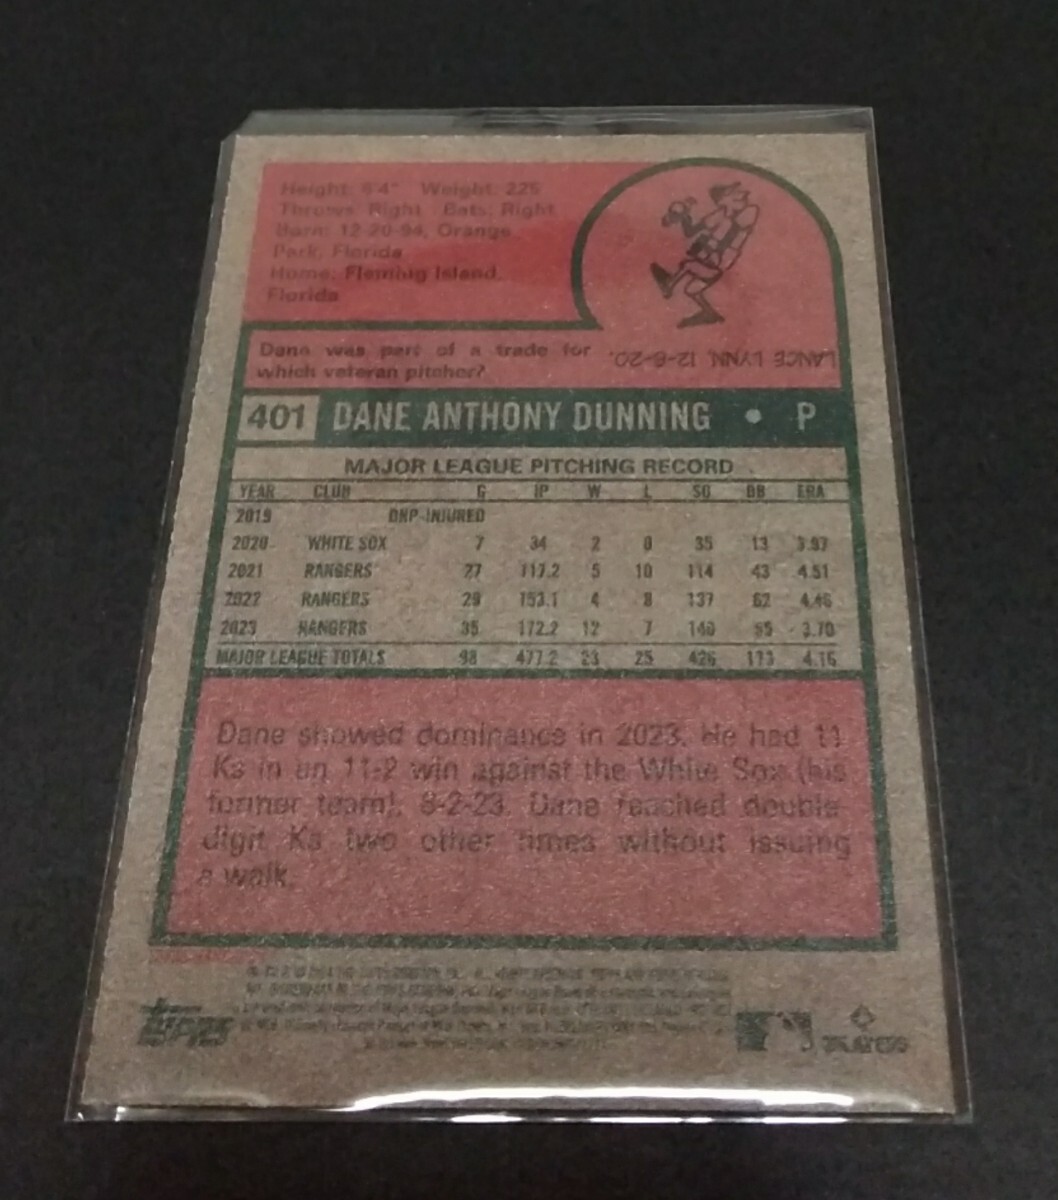 Height: 6'4" Weight: 225
Throws: Right Bats: Right
Born: 12-20-94, Orange
Park, Florida
Home: Fleming Island,
Florida
Dane was part of a trade for
which veteran pitcher?
LANCE LYNN, 12-8-20.
401 DANE ANTHONY DUNNING • P
MAJOR LEAGUE PITCHING RECORD
YEAR CLUB G IP W L SO BB ERA
2019 DNP-INJURED
2020 WHITE SOX 7 34 2 0 35 13 3.97
2021 RANGERS 27 117.2 5 10 114 43 4.51
2022 RANGERS 29 153.1 4 8 137 62 4.46
2023 RANGERS 35 172.2 12 7 140 55 3.70
MAJOR LEAGUE TOTALS 98 477.2 23 25 426 173 4.16
Dane showed dominance in 2023. He had 11
Ks in an 11-2 win against the White Sox (his
former team), 8-2-23. Dane reached double-
digit Ks two other times without issuing
a walk.
topps
PLAYERS